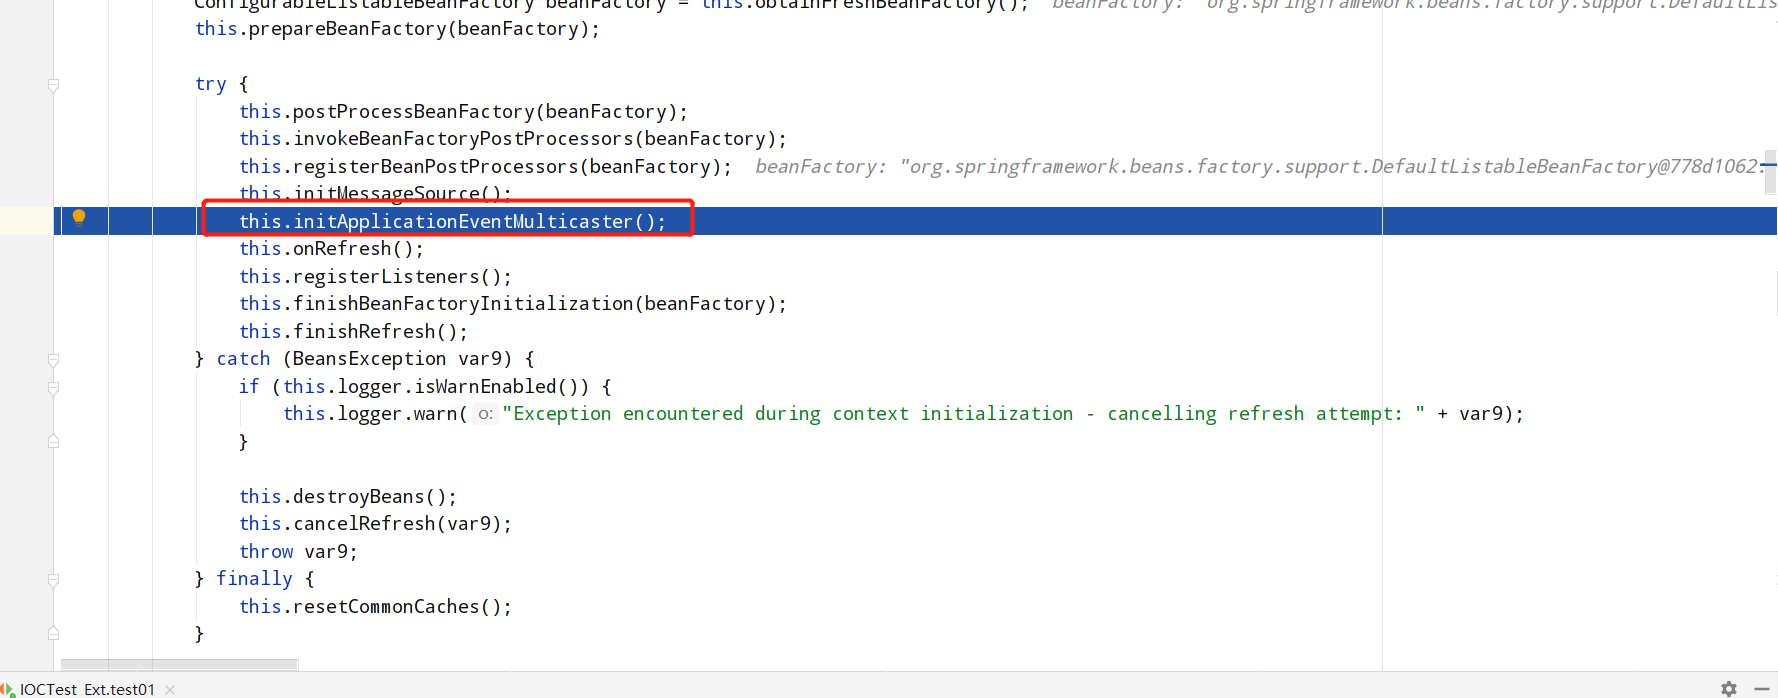 ConfigurableListableBeanFactory beanFactory = this.obtainFreshBeanFactory(); beanFactory: "org.springframework.beans.factory.support.DefaultLis
this.prepareBeanFactory(beanFactory);
try {
this.postProcessBeanFactory(beanFactory);
this.invokeBeanFactoryPostProcessors(beanFactory);
this.registerBeanPostProcessors(beanFactory); beanFactory: "org.springframework.beans.factory.support.DefaultListableBeanFactory@778d1062:
this.initMessageSource();
this.initApplicationEventMulticaster();
this.onRefresh();
this.registerListeners();
this.finishBeanFactoryInitialization(beanFactory);
this.finishRefresh();
} catch (BeansException var9) {
if (this.logger.isWarnEnabled()) {
this.logger.warn( o: "Exception encountered during context initialization - cancelling refresh attempt: " + var9);
}
this.destroyBeans();
this.cancelRefresh(var9);
throw var9;
} finally {
this.resetCommonCaches();
}
IOCTest_Ext.test01